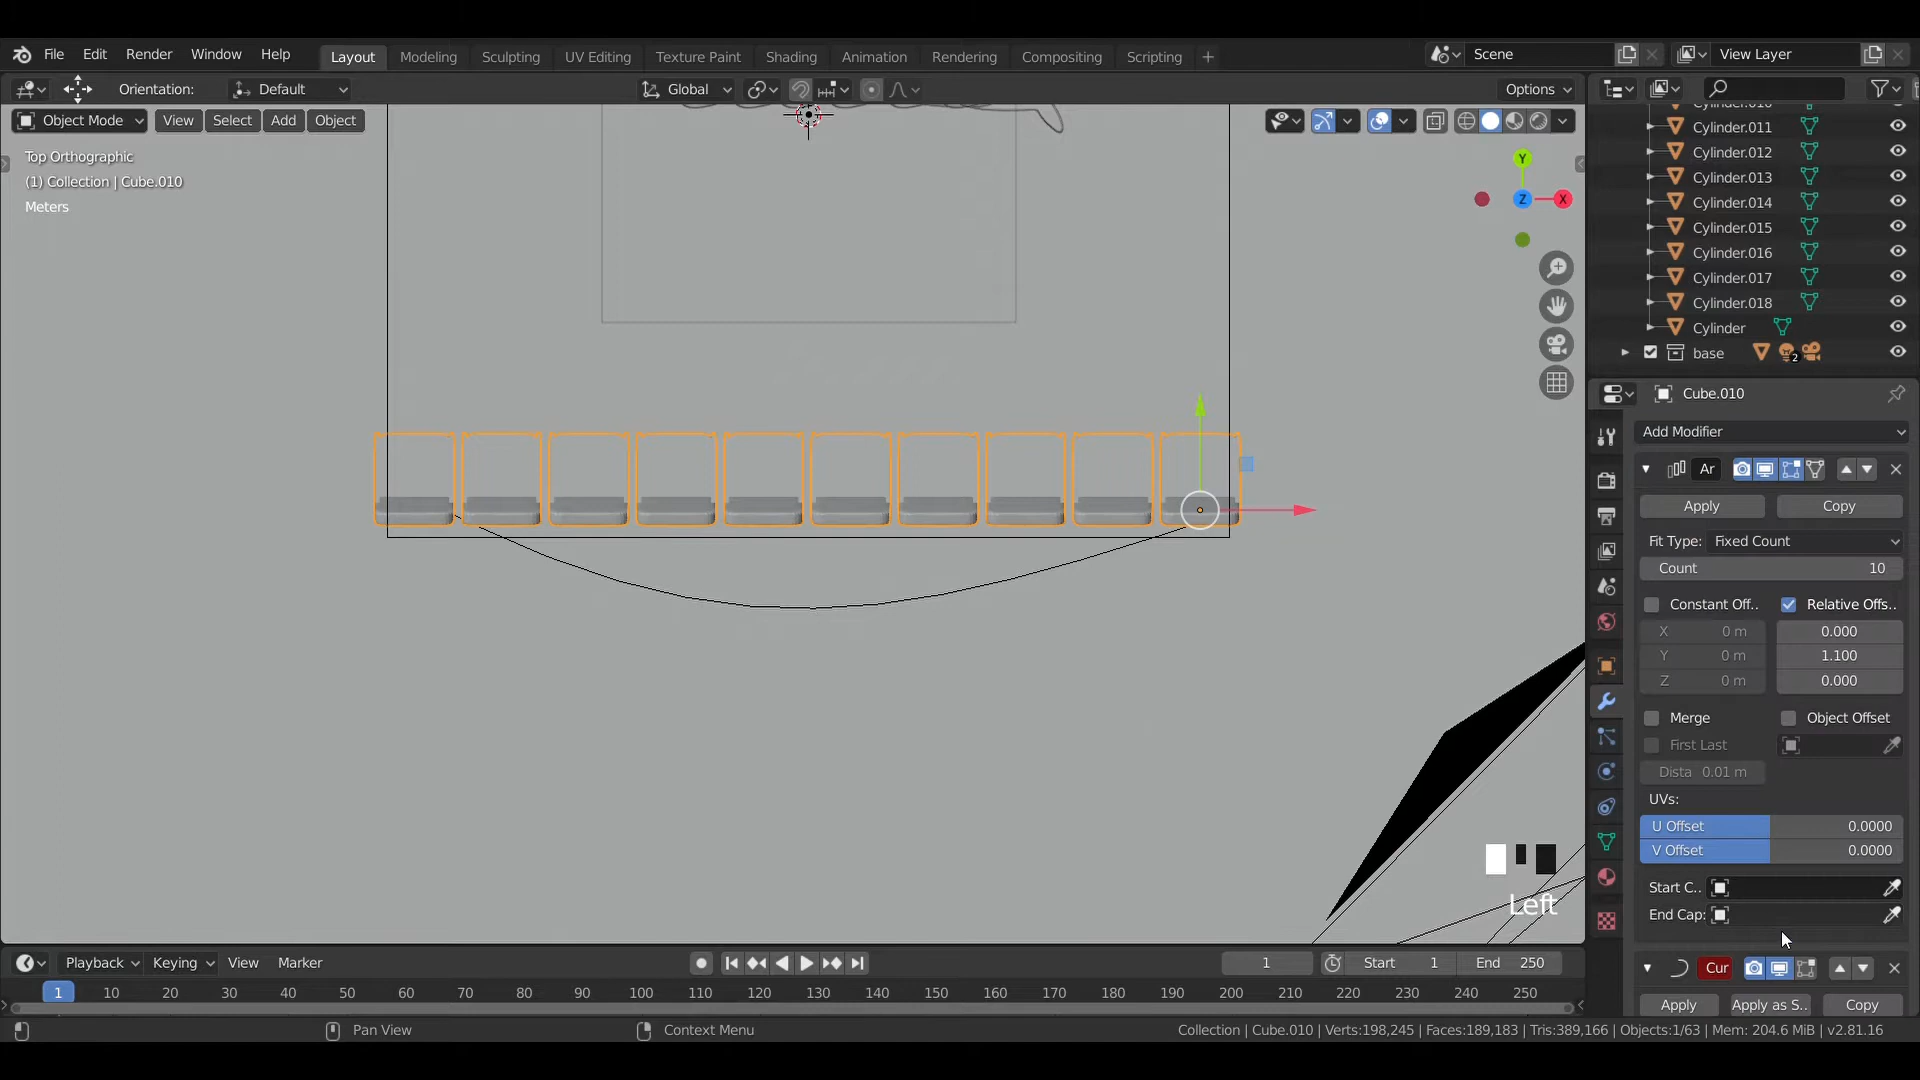 File Edit Render Window Help Layout Modeling Sculpting UV Editing Texture Paint Shading Animation Rendering Compositing Scripting + Scene View Layer
Orientation: Default Global Options
Object Mode View Select Add Object
Top Orthographic
(1) Collection | Cube.010
Meters
Y
Z X
Cylinder.011
Cylinder.012
Cylinder.013
Cylinder.014
Cylinder.015
Cylinder.016
Cylinder.017
Cylinder.018
Cylinder
base 2
Cube.010
Add Modifier
Ar
Apply Copy
Fit Type: Fixed Count
Count 10
Constant Off.. Relative Offs..
X 0 m 0.000
Y 0 m 1.100
Z 0 m 0.000
Merge Object Offset
First Last
Dista 0.01 m
UVs:
U Offset 0.0000
V Offset 0.0000
Start C..
End Cap:
Cur
Apply Apply as S.. Copy
Left
Playback Keying View Marker 1 Start 1 End 250
1 10 20 30 40 50 60 70 80 90 100 110 120 130 140 150 160 170 180 190 200 210 220 230 240 250
Pan View Context Menu Collection | Cube.010 | Verts:198,245 | Faces:189,183 | Tris:389,166 | Objects:1/63 | Mem: 204.6 MiB | v2.81.16